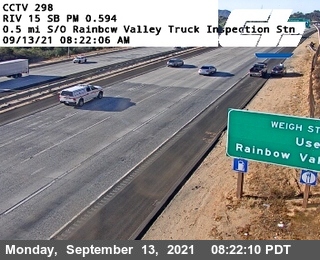 CCTV 298
RIV 15 SB PM 0.594
0.5 mi S/O Rainbow Valley Truck Inspection Stn
09/13/21 08:22:06 AM
WEIGH ST
Use
Rainbow Val
Monday, September 13, 2021 08:22:10 PDT